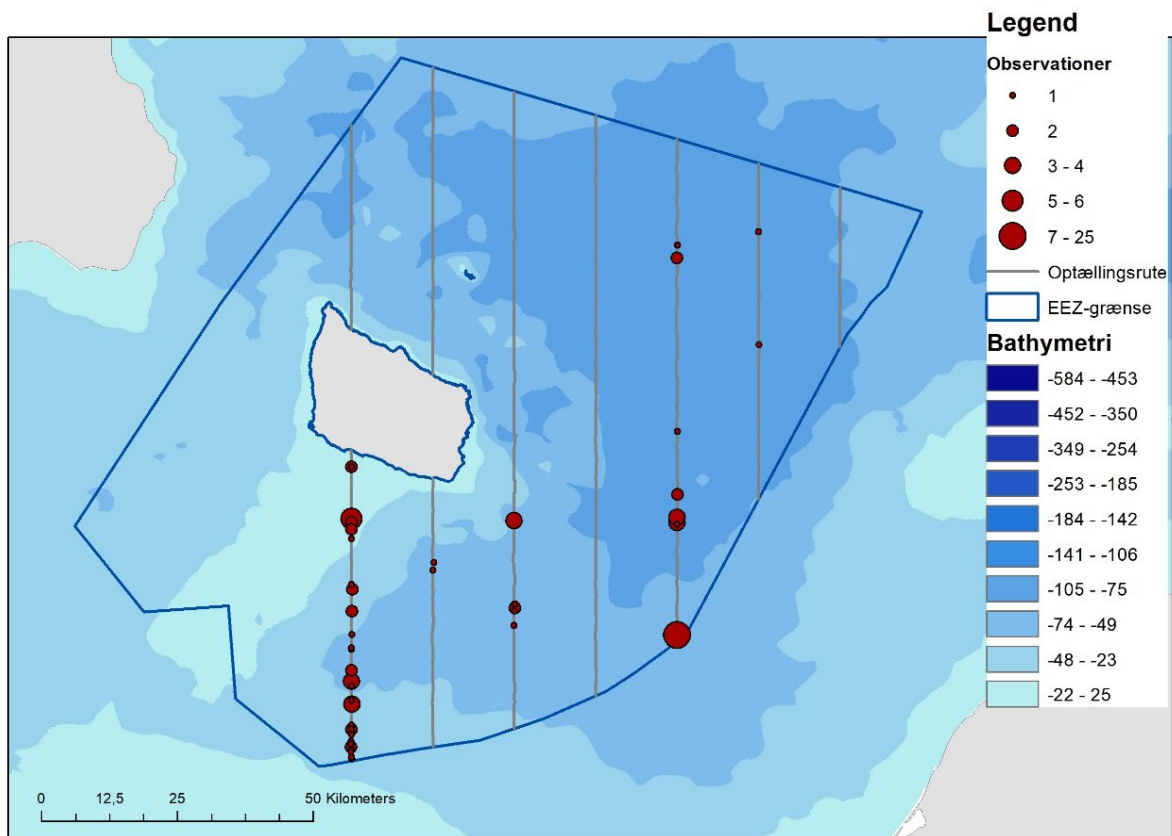 Legend
Observationer
1
2
3 - 4
5 - 6
7 - 25
Optællingsrute
EEZ-grænse
Bathymetri
-584 - -453
-452 - -350
-349 - -254
-253 - -185
-184 - -142
-141 - -106
-105 - -75
-74 - -49
-48 - -23
-22 - 25
0 12,5 25 50 Kilometers